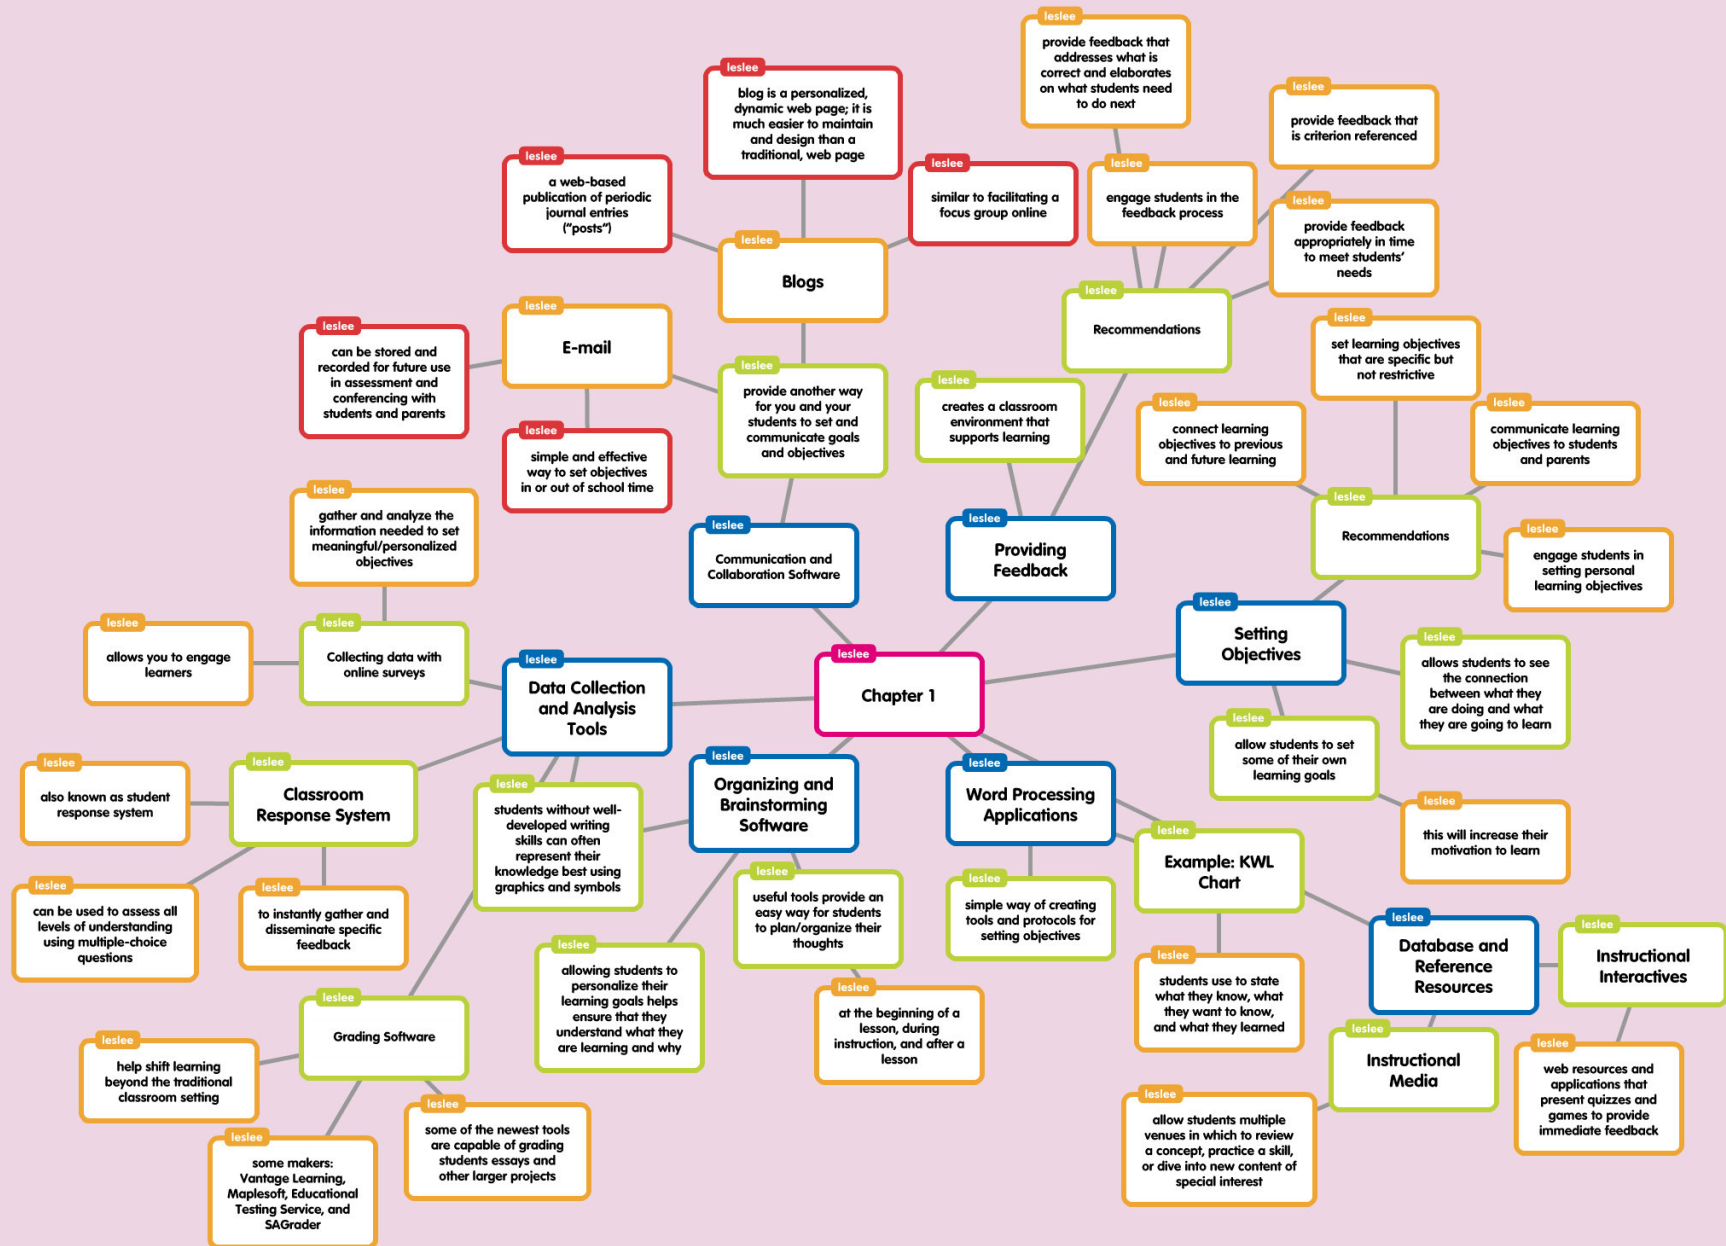 leslee
provide feedback that
addresses what is
correct and elaborates
on what students need
to do next
leslee
blog is a personalized,
dynamic web page; it is
much easier to maintain
and design than a
traditional, web page
leslee
provide feedback that
is criterion referenced
leslee
a web-based
publication of periodic
journal entries
("posts")
leslee
similar to facilitating a
focus group online
leslee
engage students in the
feedback process
leslee
provide feedback
appropriately in time
to meet students'
needs
leslee
Blogs
leslee
Recommendations
leslee
E-mail
leslee
can be stored and
recorded for future use
in assessment and
conferencing with
students and parents
leslee
set learning objectives
that are specific but
not restrictive
leslee
provide another way
for you and your
students to set and
communicate goals
and objectives
leslee
creates a classroom
environment that
supports learning
leslee
connect learning
objectives to previous
and future learning
leslee
communicate learning
objectives to students
and parents
leslee
simple and effective
way to set objectives
in or out of school time
leslee
gather and analyze the
information needed to set
meaningful/personalized
objectives
leslee
Communication and
Collaboration Software
leslee
Providing
Feedback
leslee
Recommendations
leslee
engage students in
setting personal
learning objectives
leslee
allows you to engage
learners
leslee
Collecting data with
online surveys
leslee
Data Collection
and Analysis
Tools
leslee
Chapter 1
leslee
Setting
Objectives
leslee
allows students to see
the connection
between what they
are doing and what
they are going to learn
leslee
allow students to set
some of their own
learning goals
leslee
also known as student
response system
leslee
Classroom
Response System
leslee
students without well-
developed writing
skills can often
represent their
knowledge best using
graphics and symbols
leslee
Organizing and
Brainstorming
Software
leslee
Word Processing
Applications
leslee
Example: KWL
Chart
leslee
this will increase their
motivation to learn
leslee
can be used to assess all
levels of understanding
using multiple-choice
questions
leslee
to instantly gather and
disseminate specific
feedback
leslee
useful tools provide an
easy way for students
to plan/organize their
thoughts
leslee
simple way of creating
tools and protocols for
setting objectives
leslee
Database and
Reference
Resources
leslee
Instructional
Interactives
leslee
allowing students to
personalize their
learning goals helps
ensure that they
understand what they
are learning and why
leslee
at the beginning of a
lesson, during
instruction, and after a
lesson
leslee
students use to state
what they know, what
they want to know,
and what they learned
leslee
Grading Software
leslee
Instructional
Media
leslee
web resources and
applications that
present quizzes and
games to provide
immediate feedback
leslee
help shift learning
beyond the traditional
classroom setting
leslee
some of the newest tools
are capable of grading
students essays and
other larger projects
leslee
allow students multiple
venues in which to review
a concept, practice a skill,
or dive into new content of
special interest
leslee
some makers:
Vantage Learning,
Maplesoft, Educational
Testing Service, and
SAGrader